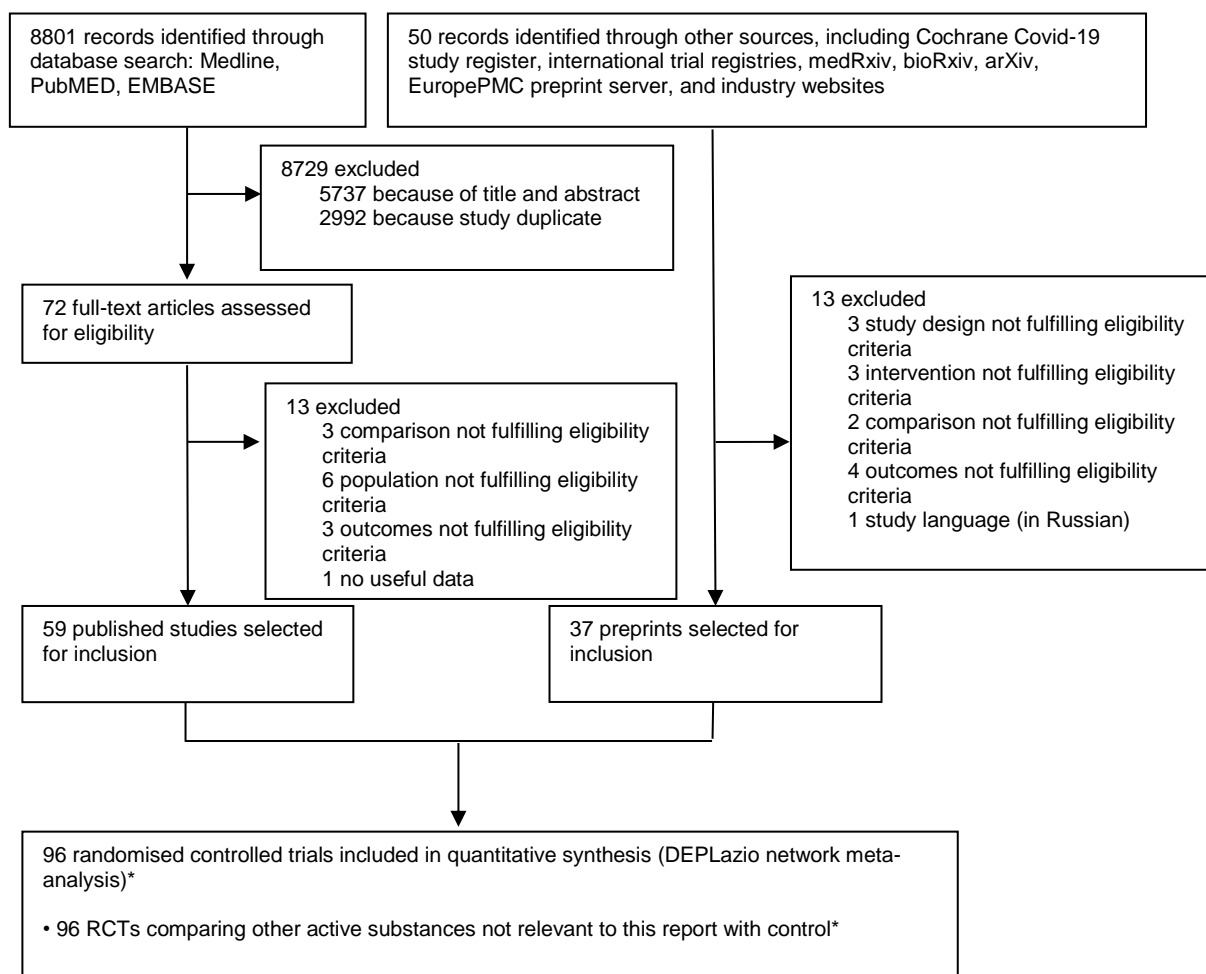 8801 records identified through
database search: Medline,
PubMED, EMBASE
50 records identified through other sources, including Cochrane Covid-19
study register, international trial registries, medRxiv, bioRxiv, arXiv,
EuropePMC preprint server, and industry websites
8729 excluded
5737 because of title and abstract
2992 because study duplicate
72 full-text articles assessed
for eligibility
13 excluded
3 study design not fulfilling eligibility
criteria
3 intervention not fulfilling eligibility
criteria
2 comparison not fulfilling eligibility
criteria
4 outcomes not fulfilling eligibility
criteria
1 study language (in Russian)
13 excluded
3 comparison not fulfilling eligibility
criteria
6 population not fulfilling eligibility
criteria
3 outcomes not fulfilling eligibility
criteria
1 no useful data
59 published studies selected
for inclusion
37 preprints selected for
inclusion
96 randomised controlled trials included in quantitative synthesis (DEPLazio network meta-
analysis)*
• 96 RCTs comparing other active substances not relevant to this report with control*